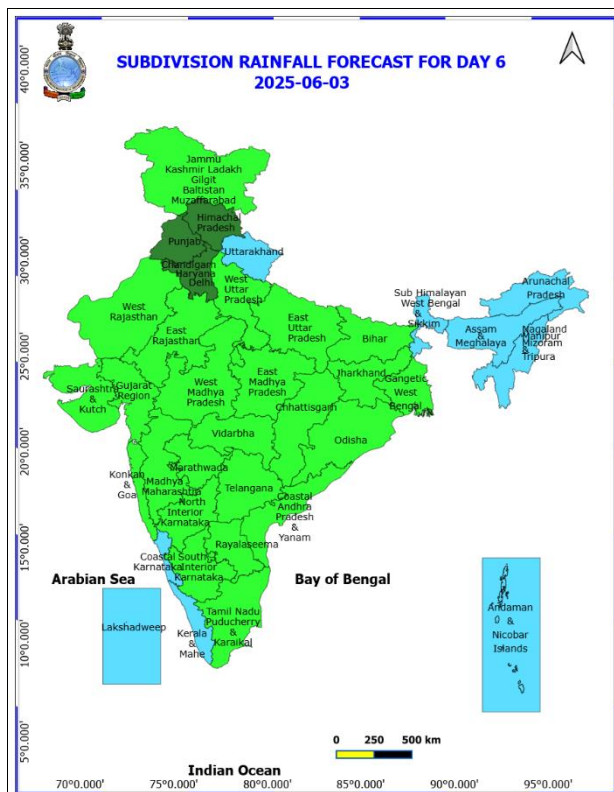 SUBDIVISION RAINFALL FORECAST FOR DAY 6
2025-06-03
40°0.000'
35°0.000'
30°0.000'
25°0.000'
20°0.000'
15°0.000'
10°0.000'
5°0.000'
Jammu
Kashmir Ladakh
Gilgit
Baltistan
Muzaffarabad
Himachal
Pradesh
Punjab
Uttarakhand
Chandigarh
Haryana
Delhi
West
Uttar
Pradesh
Arunachal
Pradesh
Sub Himalayan
West Bengal
&
Sikkim
West
Rajasthan
East
Rajasthan
East
Uttar
Pradesh
Bihar
Assam
&
Meghalaya
Nagaland
Manipur
Mizoram
&
Tripura
Saurashtra
&
Kutch
Gujarat
Region
West
Madhya
Pradesh
East
Madhya
Pradesh
Jharkhand
Gangetic
West
Bengal
Chhattisgarh
Vidarbha
Odisha
Konkan
&
Goa
Marathwada
Madhya
Maharashtra
Telangana
North
Interior
Karnataka
Coastal
Andhra
Pradesh
&
Yanam
Rayalaseema
Coastal
Karnataka
South
Interior
Karnataka
Arabian Sea
Bay of Bengal
Lakshadweep
Kerala
&
Mahe
Tamil Nadu
Puducherry
&
Karaikal
Andaman
&
Nicobar
Islands
0 250 500 km
Indian Ocean
70°0.000' 75°0.000' 80°0.000' 85°0.000' 90°0.000' 95°0.000'